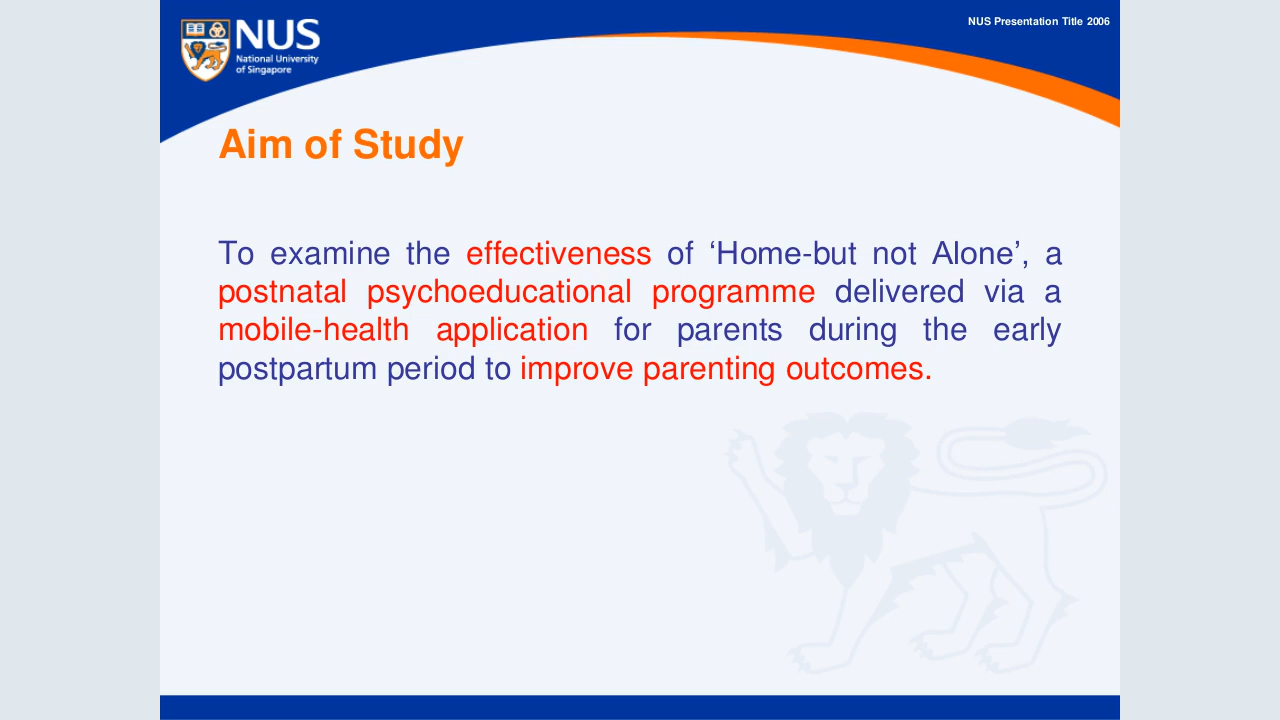 NUS Presentation Title 2006
NUS
National University
of Singapore
Aim of Study
To examine the effectiveness of ‘Home-but not Alone’, a
postnatal psychoeducational programme delivered via a
mobile-health application for parents during the early
postpartum period to improve parenting outcomes.